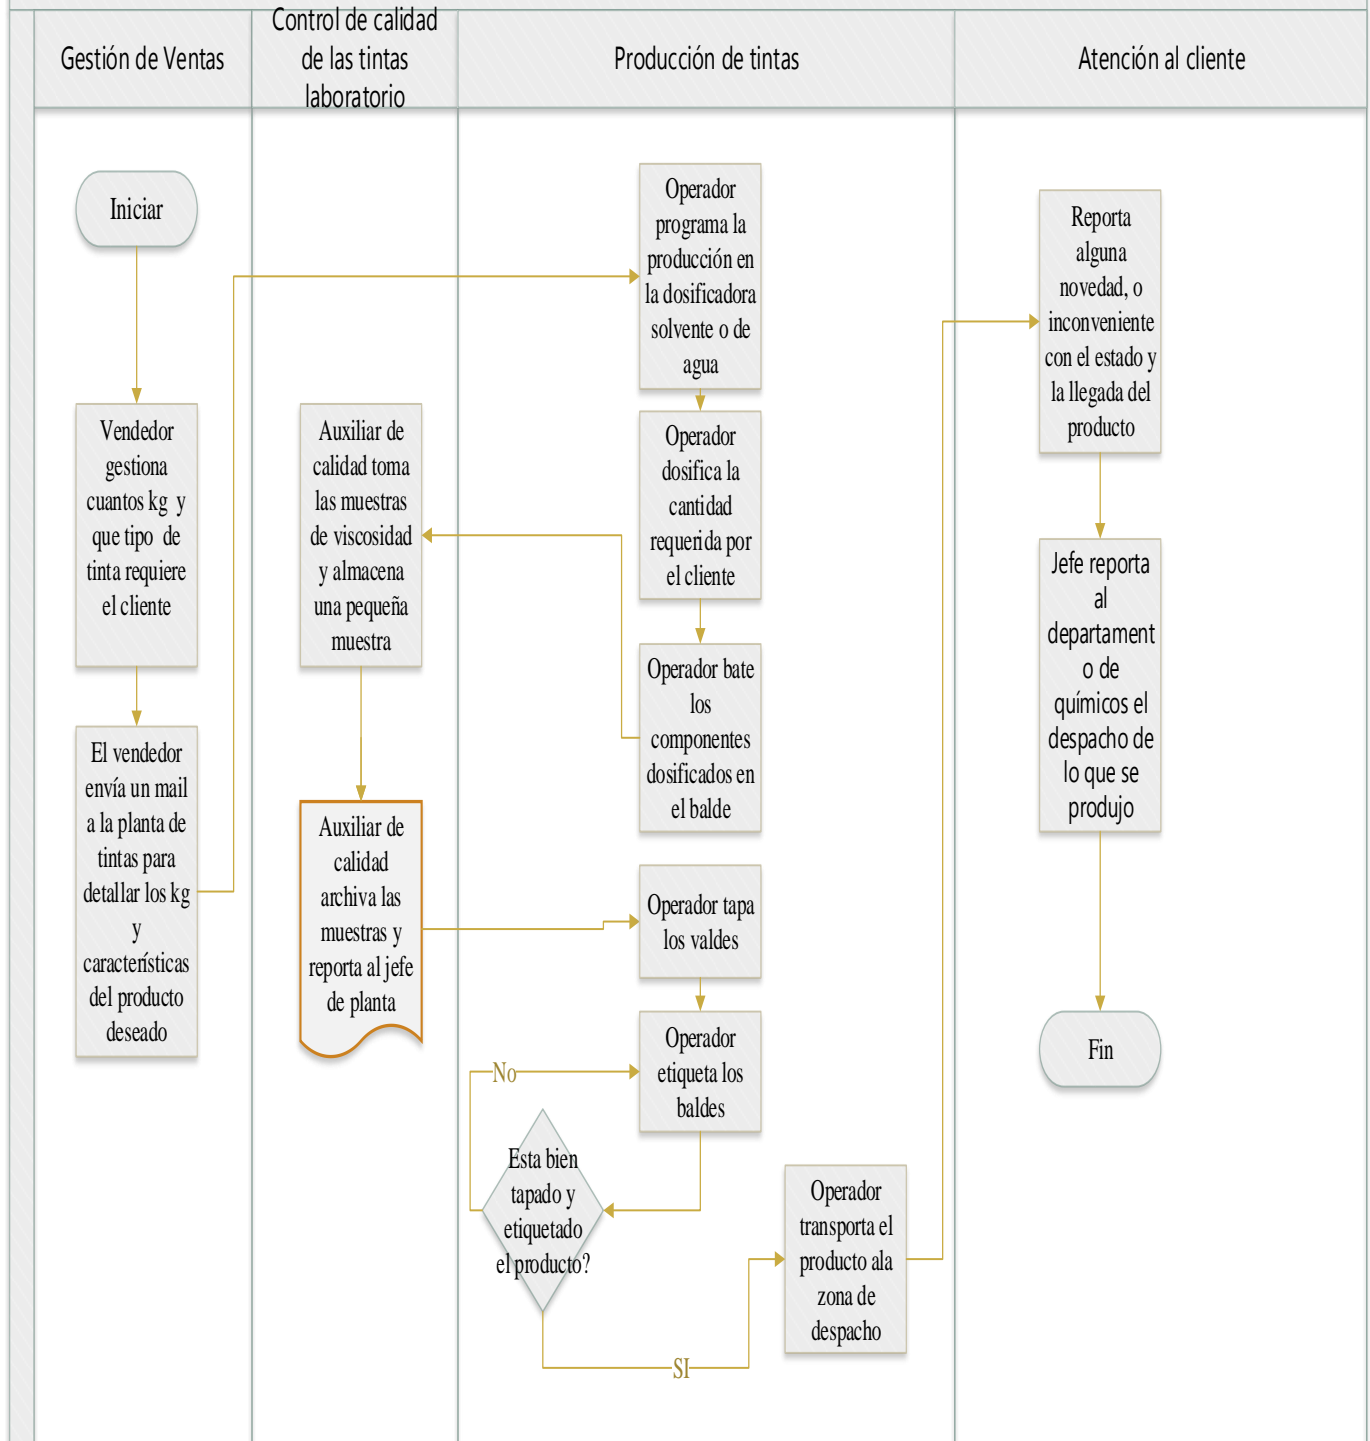 Gestión de Ventas
Control de calidad
de las tintas
laboratorio
Producción de tintas
Atención al cliente
Iniciar
Vendedor
gestiona
cuantos kg y
que tipo de
tinta requiere
el cliente
El vendedor
envía un mail
a la planta de
tintas para
detallar los kg
y
características
del producto
deseado
Auxiliar de
calidad toma
las muestras
de viscosidad
y almacena
una pequeña
muestra
Auxiliar de
calidad
archiva las
muestras y
reporta al jefe
de planta
Operador
programa la
producción en
la dosificadora
solvente o de
agua
Operador
dosifica la
cantidad
requerida por
el cliente
Operador bate
los
componentes
dosificados en
el balde
Operador tapa
los valdes
Operador
etiqueta los
baldes
No
Esta bien
tapado y
etiquetado
el producto?
SI
Operador
transporta el
producto ala
zona de
despacho
Reporta
alguna
novedad, o
inconveniente
con el estado y
la llegada del
producto
Jefe reporta
al
departament
o de
químicos el
despacho de
lo que se
produjo
Fin